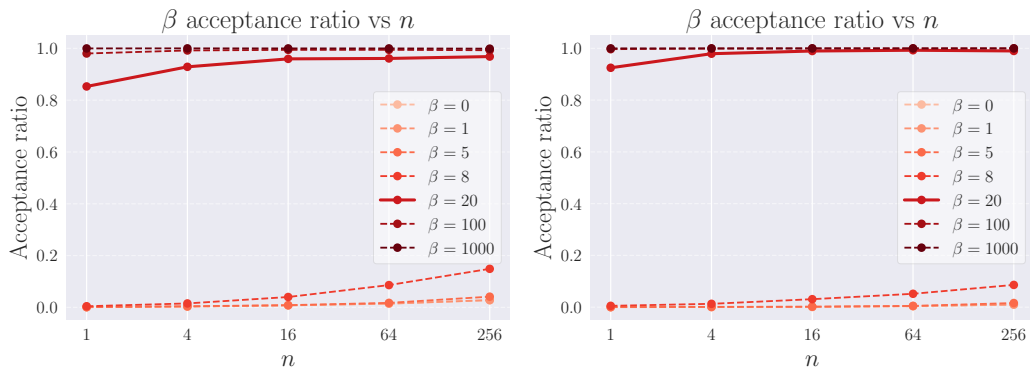 β acceptance ratio vs n
Acceptance ratio
1.0
0.8
0.6
0.4
0.2
0.0
β = 0
β = 1
β = 5
β = 8
β = 20
β = 100
β = 1000
1 4 16 64 256
n
β acceptance ratio vs n
Acceptance ratio
1.0
0.8
0.6
0.4
0.2
0.0
β = 0
β = 1
β = 5
β = 8
β = 20
β = 100
β = 1000
1 4 16 64 256
n